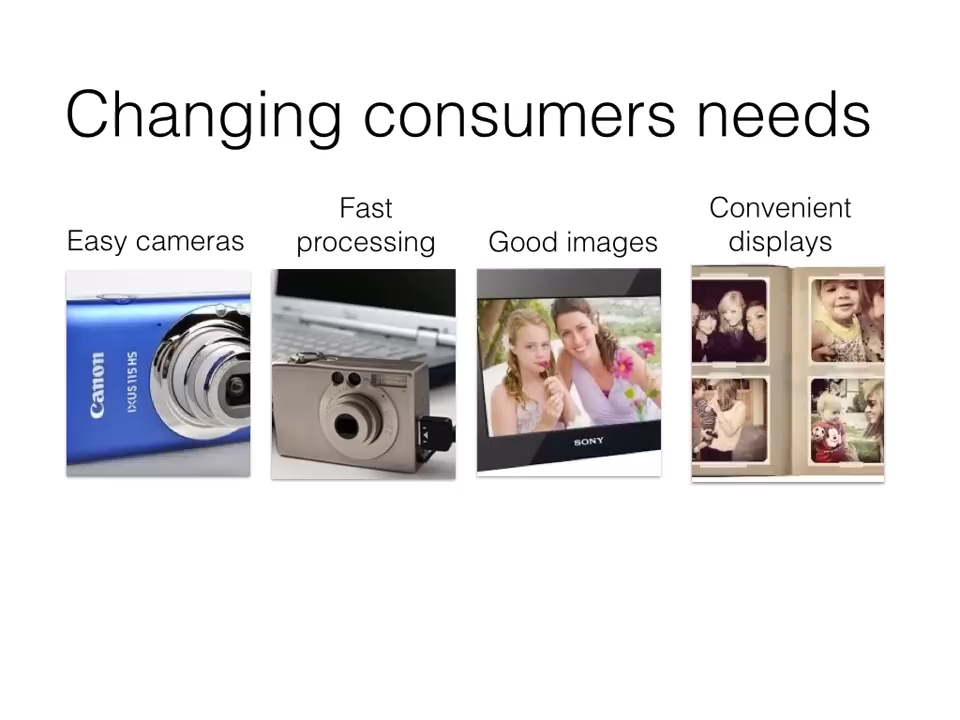 Changing consumers needs
Easy cameras
Fast
processing
Good images
Convenient
displays
Canon
IXUS 115 HS
SONY